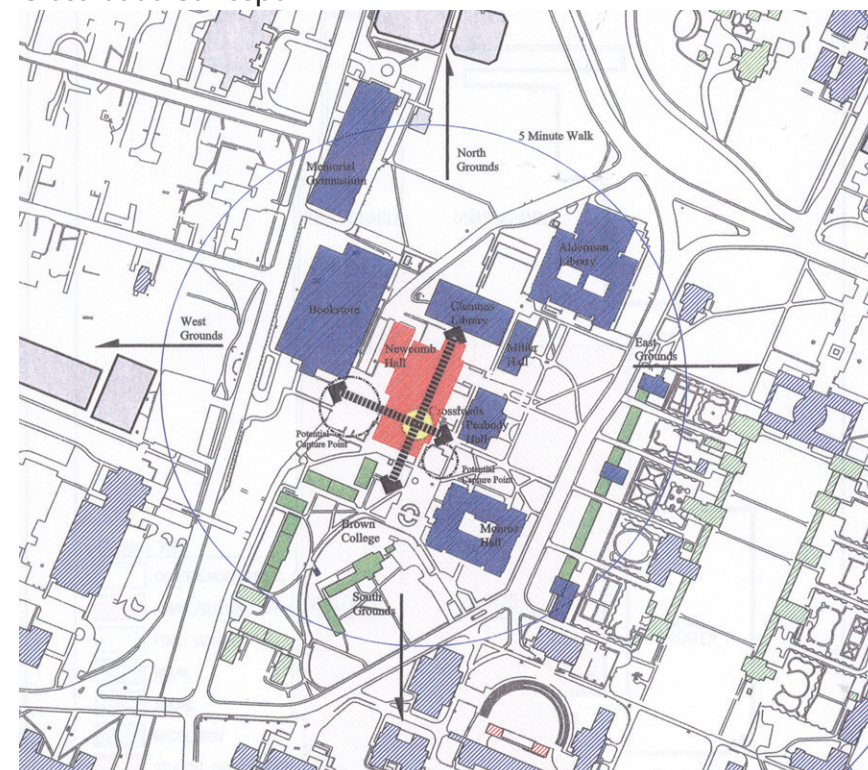 5 Minute Walk
North
Grounds
Memorial
Gymnasium
Alderman
Library
Bookstore
Clemons
Library
West
Grounds
Newcomb
Hall
Miller
Hall
East
Grounds
Crossroads
Peabody
Hall
Potential
Capture Point
Potential
Capture Point
Brown
College
Monroe
Hall
South
Grounds